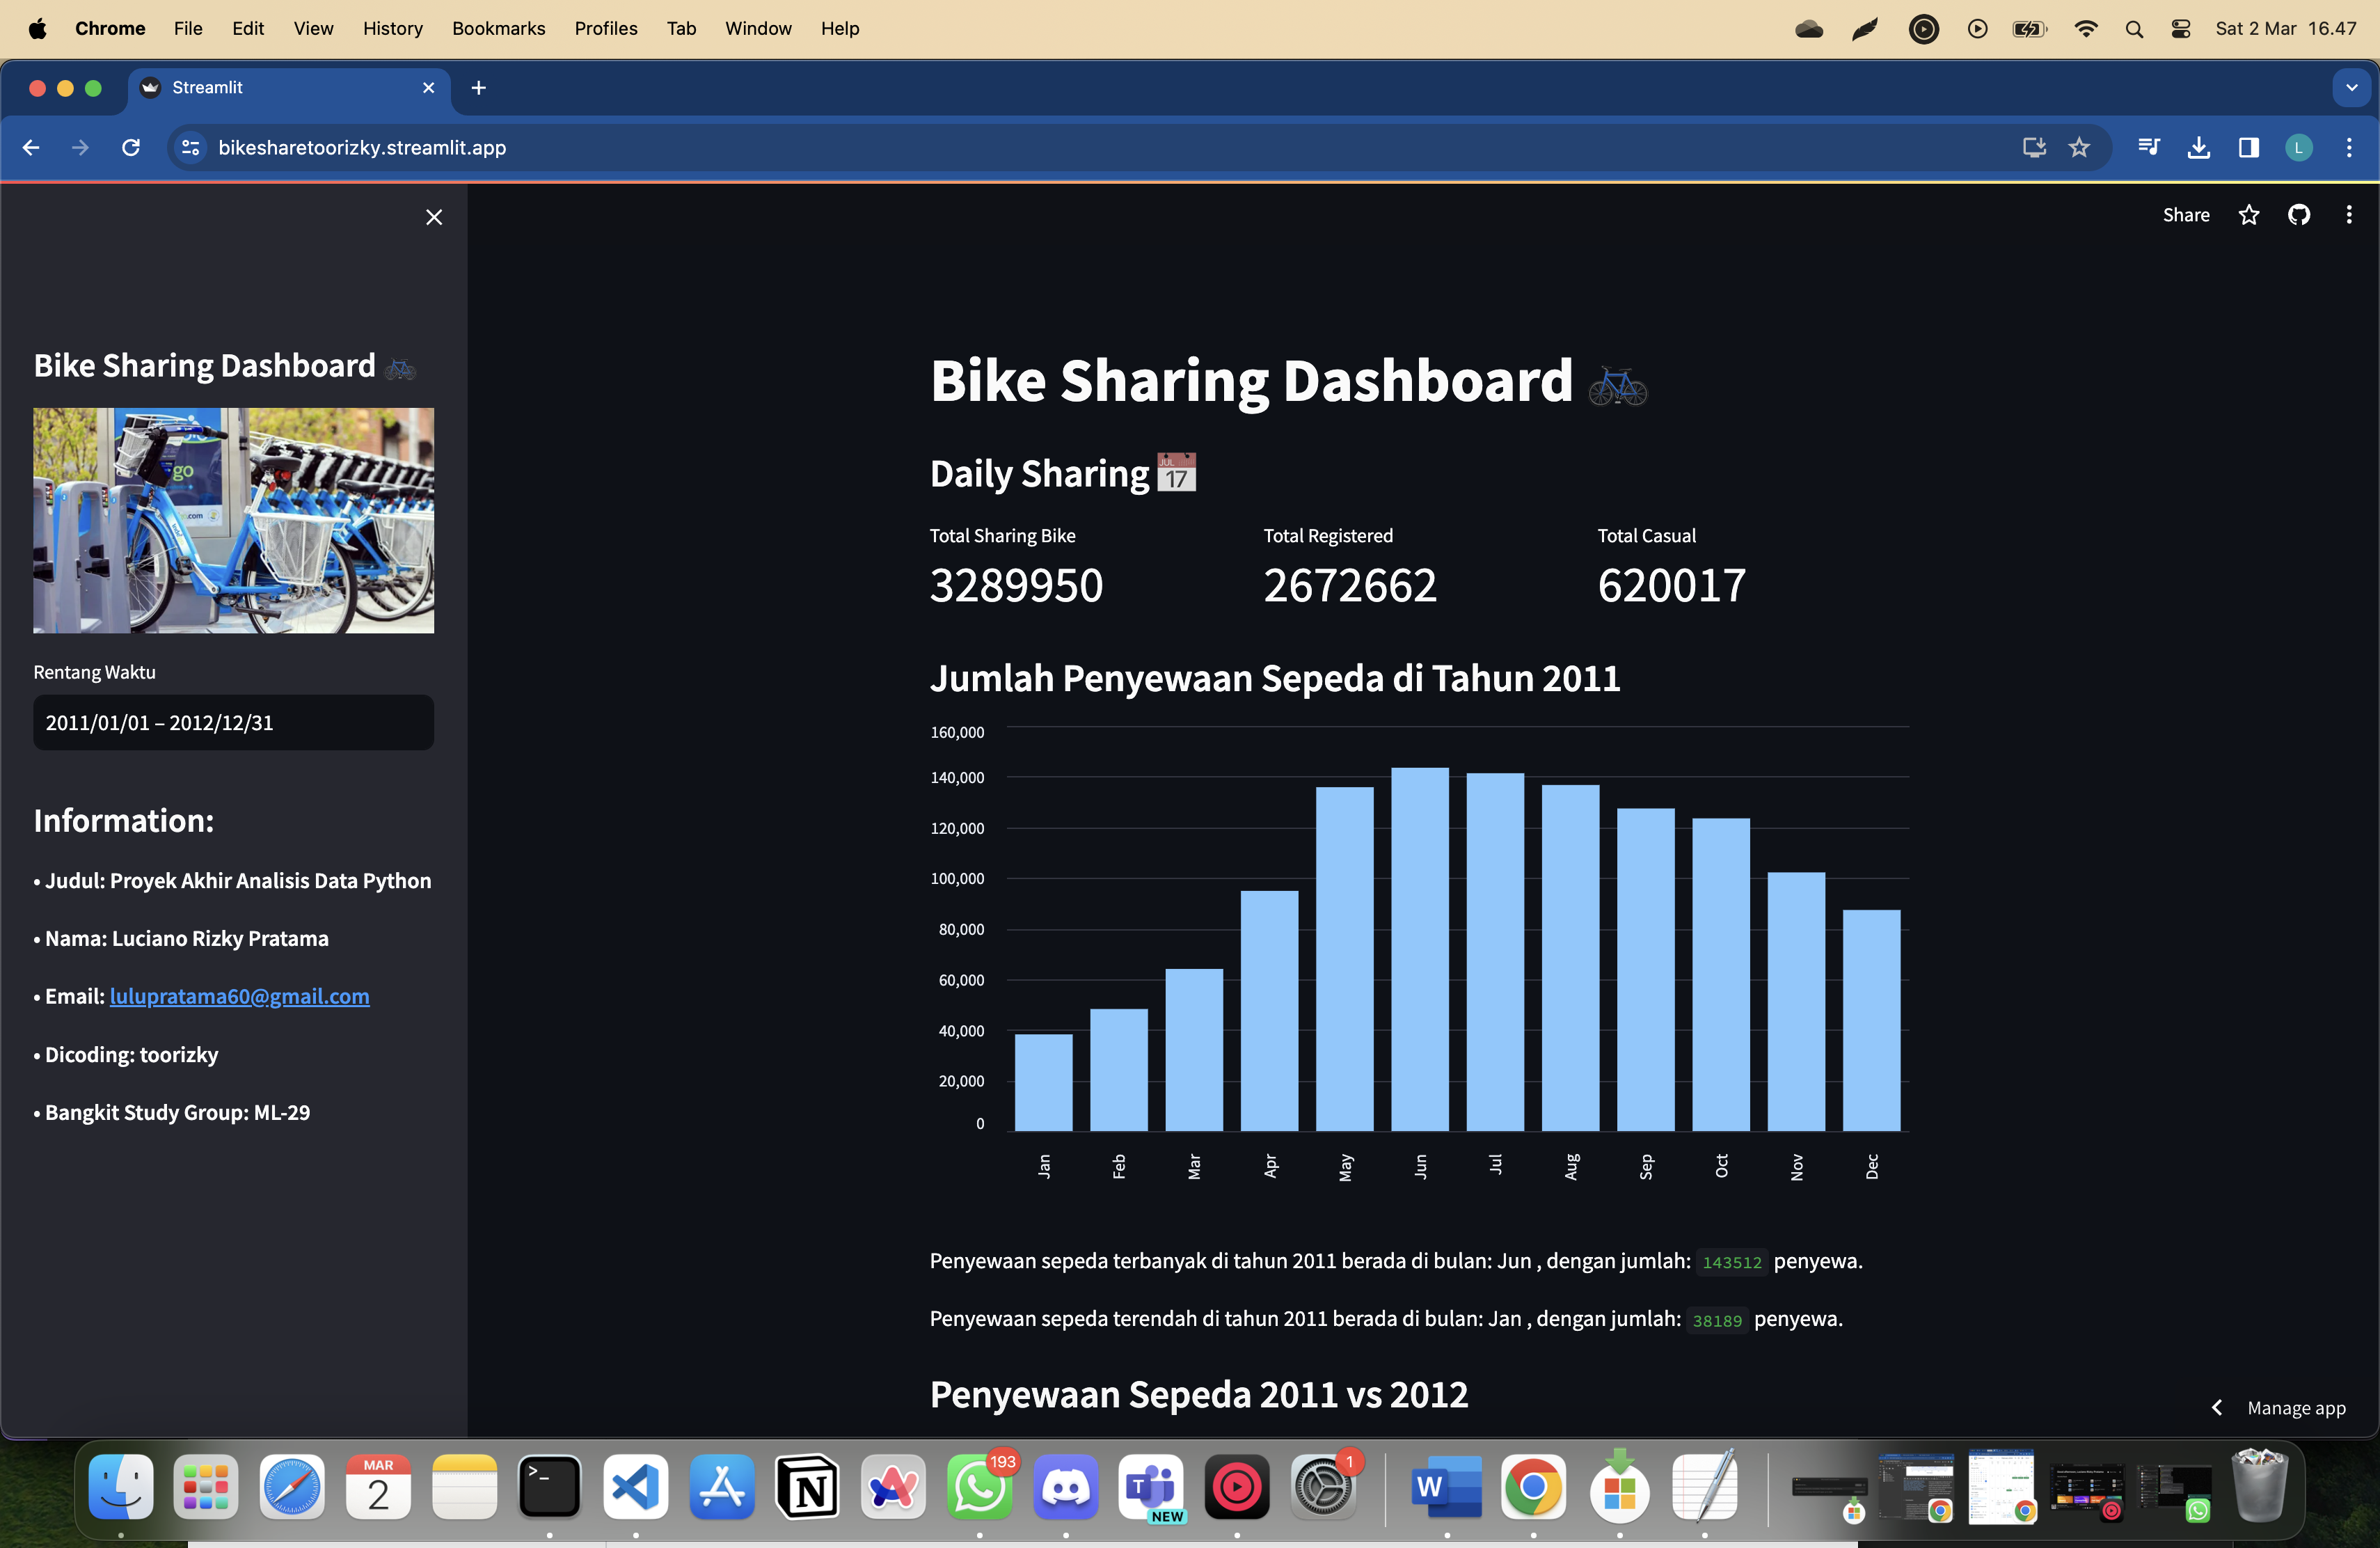 Chrome File Edit View History Bookmarks Profiles Tab Window Help Sat 2 Mar 16.47
Streamlit
bikesharetoorizky.streamlit.app L
Share
Bike Sharing Dashboard
go
.com
Rentang Waktu
2011/01/01 – 2012/12/31
Information:
• Judul: Proyek Akhir Analisis Data Python
• Nama: Luciano Rizky Pratama
• Email: lulupratama60@gmail.com
• Dicoding: toorizky
• Bangkit Study Group: ML-29
Bike Sharing Dashboard
Daily Sharing
JUL
17
Total Sharing Bike Total Registered Total Casual
3289950 2672662 620017
Jumlah Penyewaan Sepeda di Tahun 2011
160,000
140,000
120,000
100,000
80,000
60,000
40,000
20,000
0
Jan Feb Mar Apr May Jun Jul Aug Sep Oct Nov Dec
Penyewaan sepeda terbanyak di tahun 2011 berada di bulan: Jun , dengan jumlah: 143512 penyewa.
Penyewaan sepeda terendah di tahun 2011 berada di bulan: Jan , dengan jumlah: 38189 penyewa.
Penyewaan Sepeda 2011 vs 2012
Manage app
MAR
2
>_
N
193
T
NEW
1
W